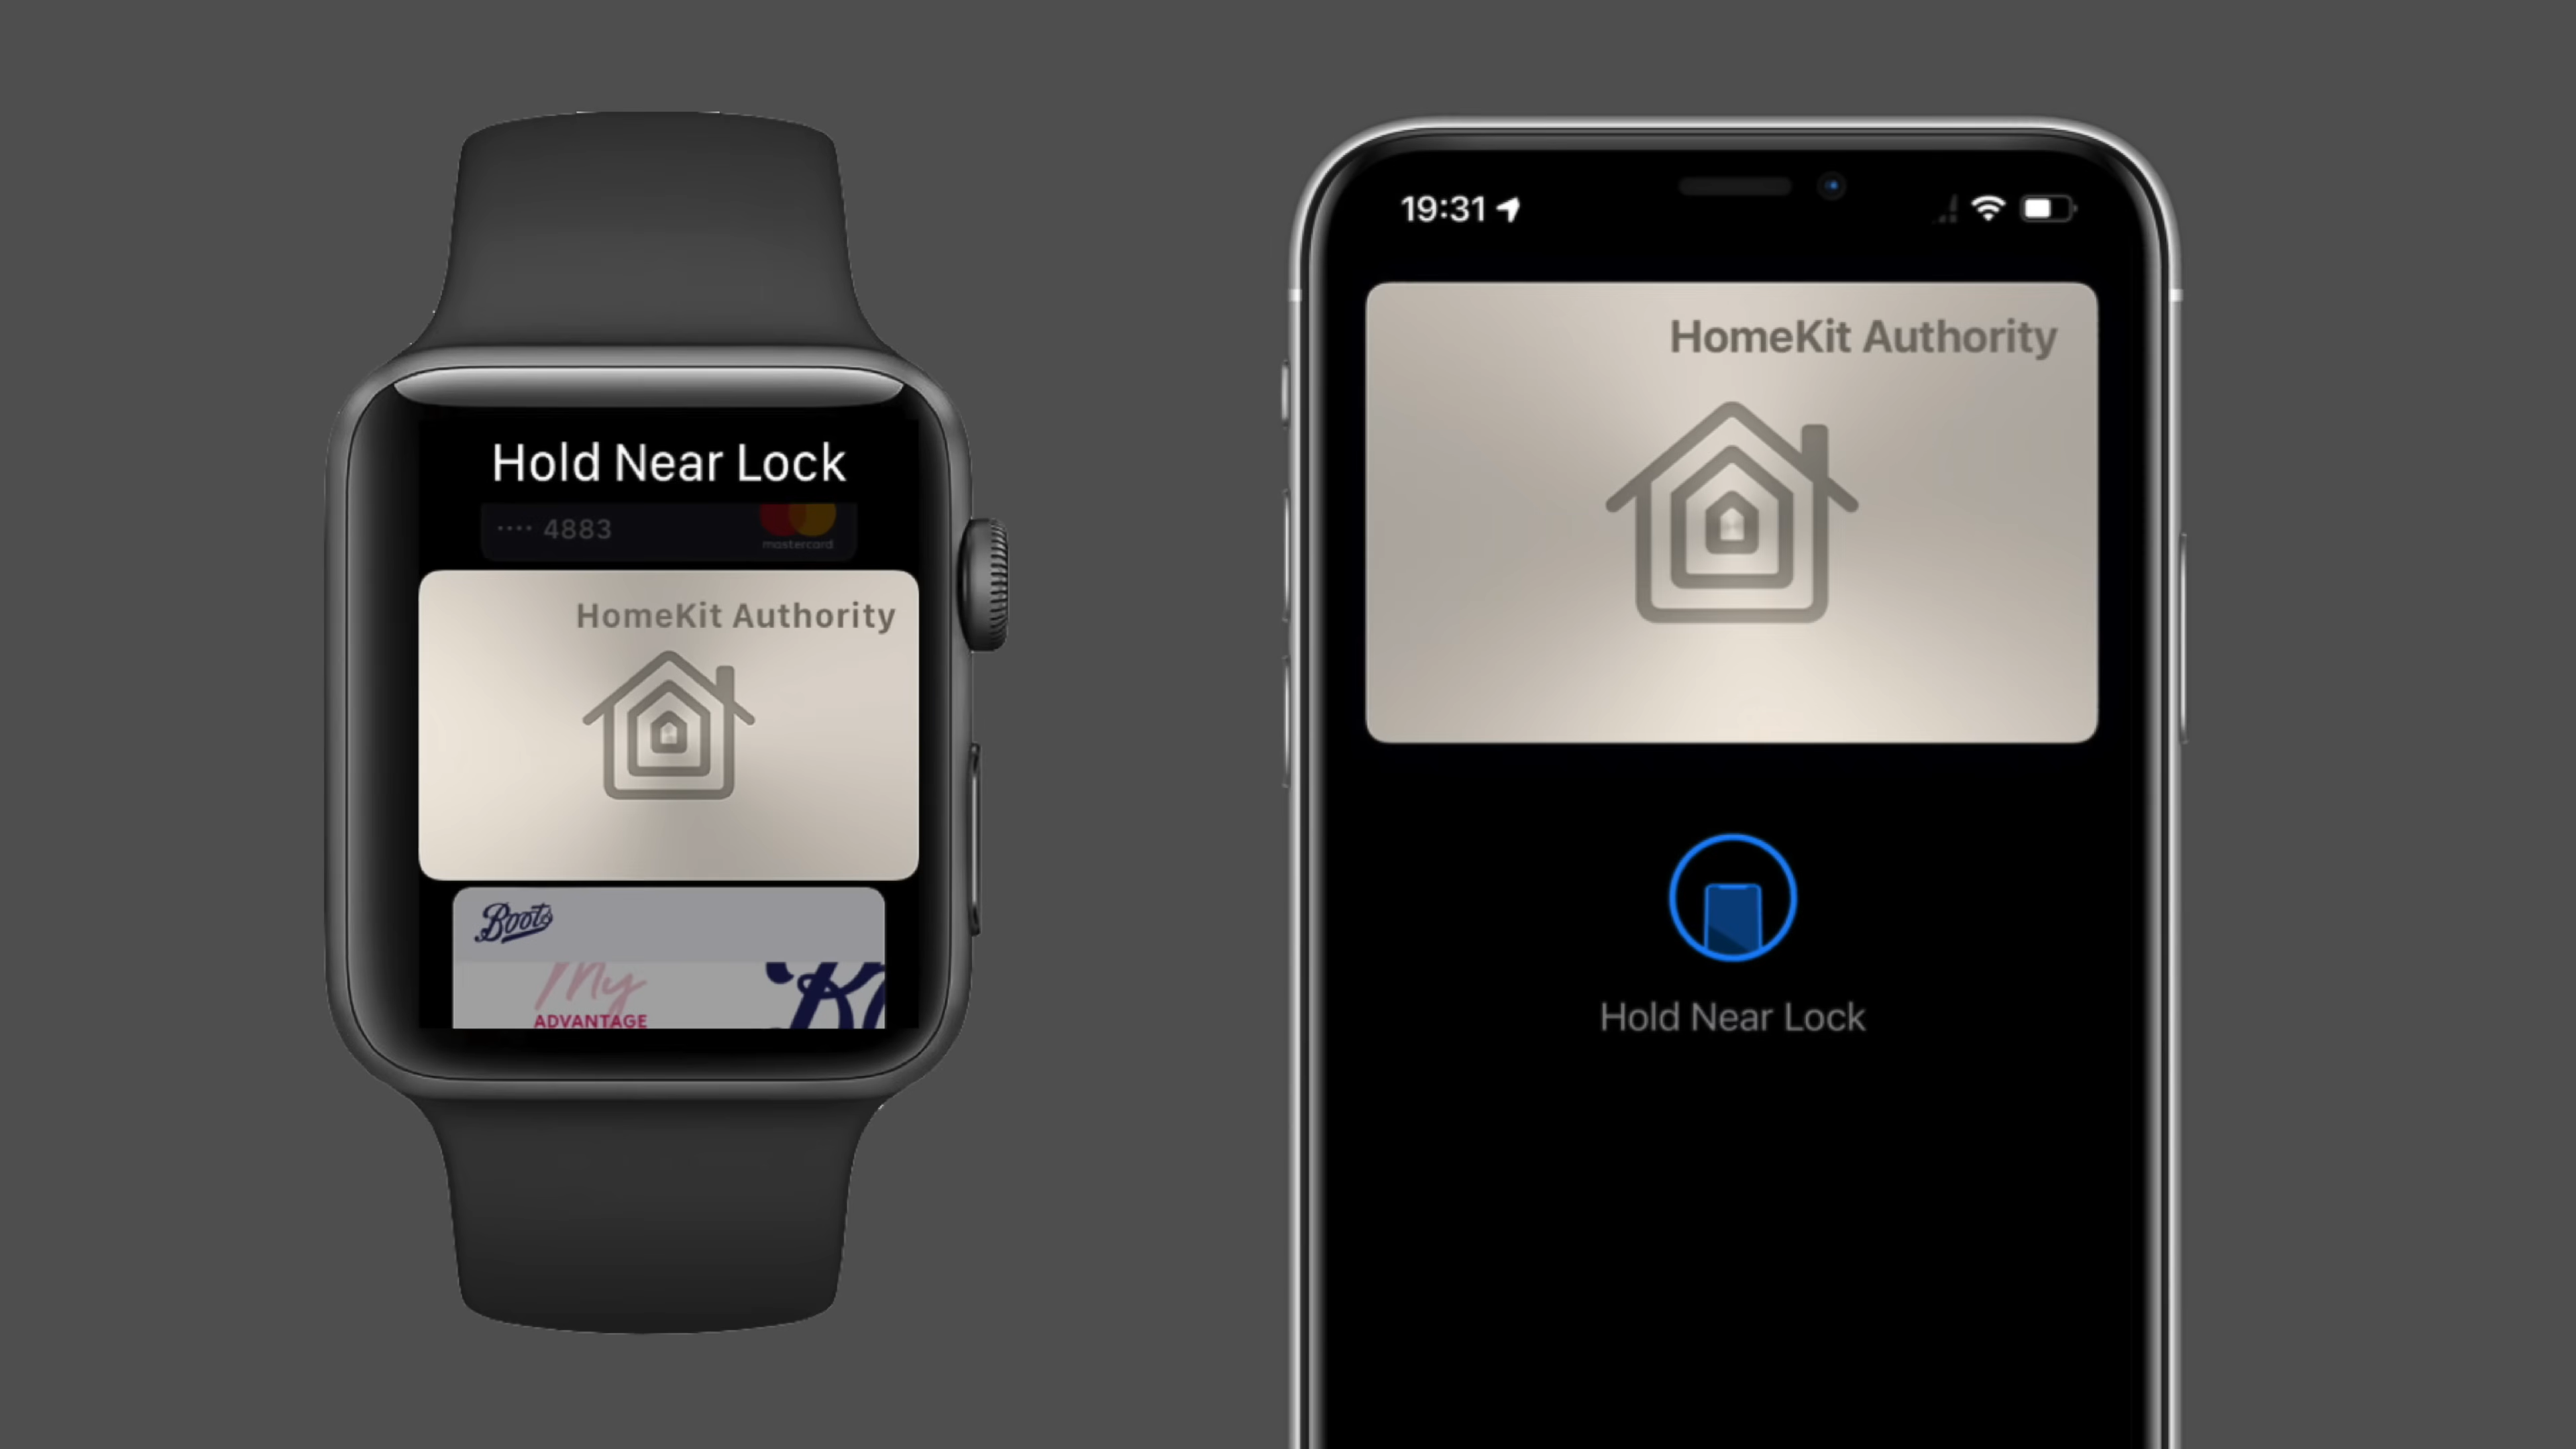 Hold Near Lock
•••• 4883
mastercard
HomeKit Authority
Boots
My
ADVANTAGE
19:31
HomeKit Authority
Hold Near Lock